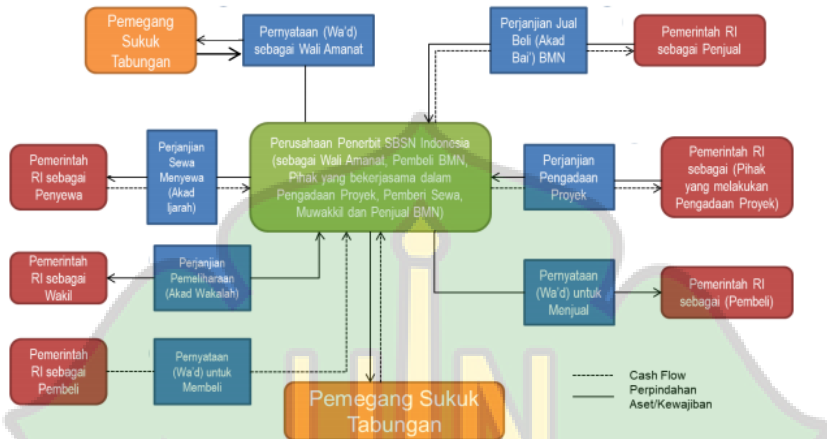 Pemegang
Sukuk
Tabungan
Pernyataan (Wa'd)
sebagai Wali Amanat
Perjanjian Jual
Beli (Akad
Bai') BMN
Pemerintah RI
sebagai Penjual
Pemerintah
RI sebagai
Penyewa
Perjanjian
Sewa
Menyewa
(Akad
Ijarah)
Perusahaan Penerbit SBSN Indonesia
(sebagai Wali Amanat, Pembeli BMN,
Pihak yang bekerjasama dalam
Pengadaan Proyek, Pemberi Sewa,
Muwakkil dan Penjual BMN)
Perjanjian
Pengadaan
Proyek
Pemerintah RI
sebagai (Pihak
yang melakukan
Pengadaan Proyek)
Pemerintah
RI sebagai
Wakil
Perjanjian
Pemeliharaan
(Akad Wakalah)
Pernyataan
(Wa'd) untuk
Menjual
Pemerintah RI
sebagai (Pembeli)
Pemerintah
RI sebagai
Pembeli
Pernyataan
(Wa'd) untuk
Membeli
Pemegang Sukuk
Tabungan
Cash Flow
Perpindahan
Aset/Kewajiban
UIN